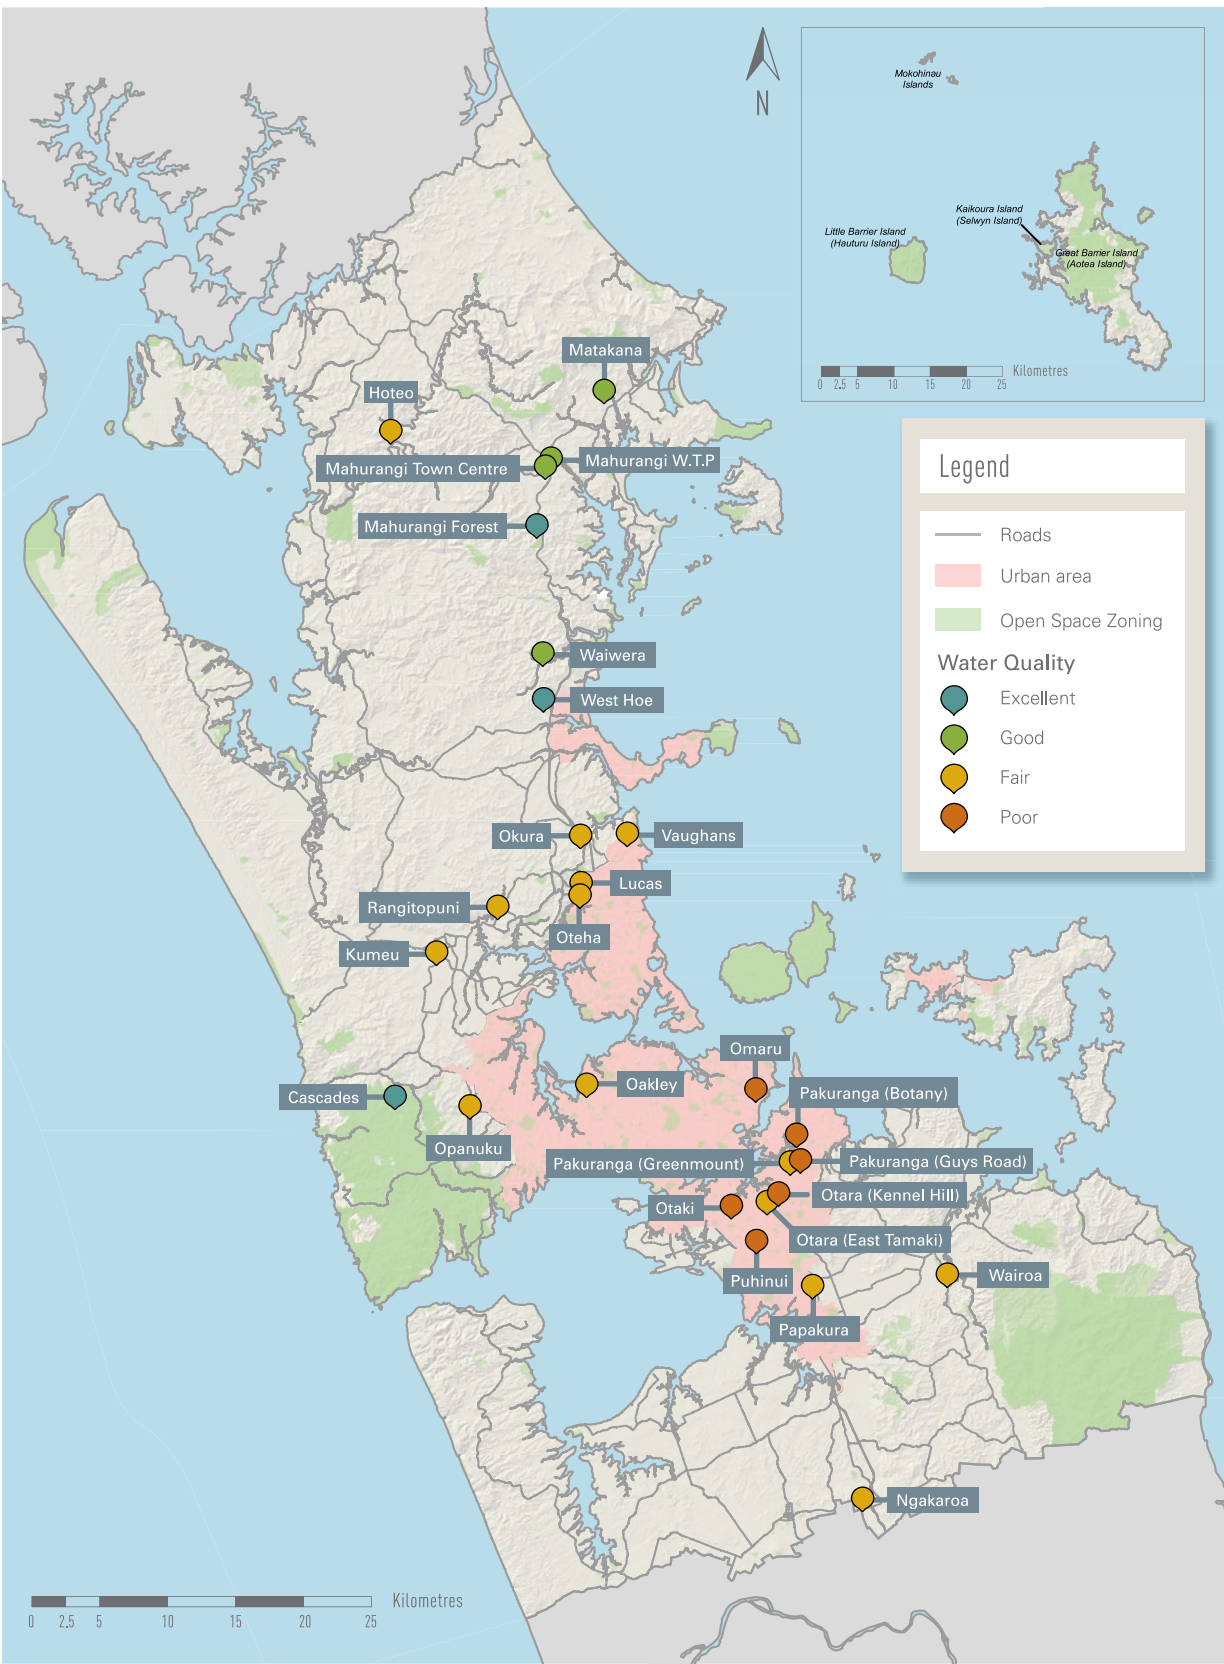 N
Mokohinau
Islands
Kaikoura Island
(Selwyn Island)
Little Barrier Island
(Hauturu Island)
Great Barrier Island
(Aotea Island)
0 2.5 5 10 15 20 25 Kilometres
Matakana
Hoteo
Mahurangi Town Centre
Mahurangi W.T.P
Mahurangi Forest
Waiwera
West Hoe
Okura
Vaughans
Lucas
Rangitopuni
Oteha
Kumeu
Omaru
Oakley
Cascades
Pakuranga (Botany)
Opanuku
Pakuranga (Greenmount)
Pakuranga (Guys Road)
Otara (Kennel Hill)
Otaki
Otara (East Tamaki)
Puhinui
Wairoa
Papakura
Ngakaroa
Legend
Roads
Urban area
Open Space Zoning
Water Quality
Excellent
Good
Fair
Poor
Kilometres
0 2.5 5 10 15 20 25